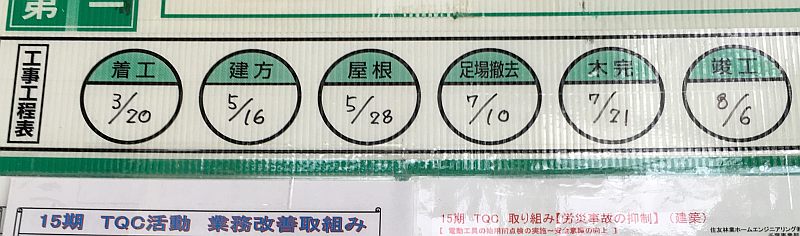 第一
工事工程表
着工 建方 屋根 足場撤去 木完 竣工
3/20 5/16 5/28 7/10 7/21 8/6
15期 TQC活動 業務改善取組み
15期 TQC 取り組み【労災事故の抑制】 (建築)
住友林業ホームエンジニアリング